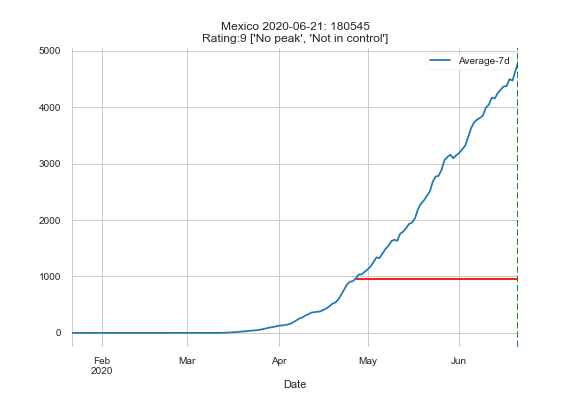 Mexico 2020-06-21: 180545
Rating:9 ['No peak', 'Not in control']
5000
4000
3000
2000
1000
0
Average-7d
Feb
2020
Mar
Apr
May
Jun
Date